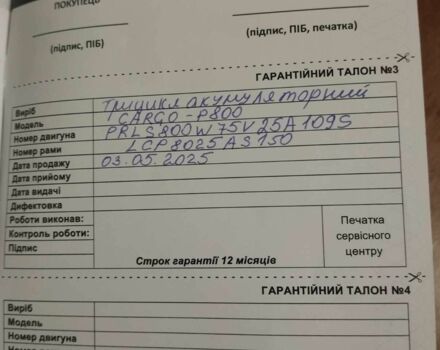 ПОКУПЕЦЬ
(підпис, ПІБ)
(підпис, ПІБ, печатка)
ГАРАНТІЙНИЙ ТАЛОН №3
Виріб Трицикл акумуляторний
Модель CARGO - P800
Номер двигуна PRLS800W75V25A109S
Номер рами LCP8025AS150
Дата продажу 03.05.2025
Дата прийому
Дата видачі
Дифектовка
Роботи виконав:
Контроль роботи:
Підпис
Печатка
сервісного
центру
Строк гарантії 12 місяців
ГАРАНТІЙНИЙ ТАЛОН №4
Виріб
Модель
Номер двигуна